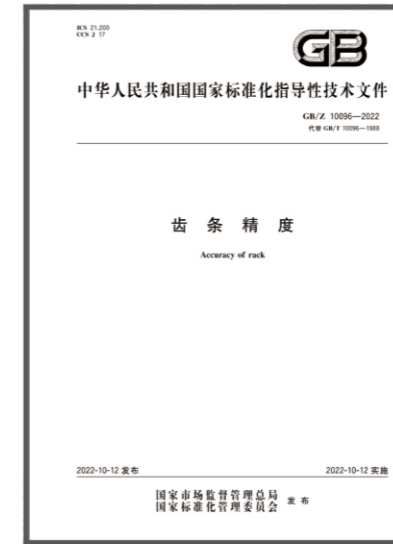 ICS 21.200
CCS J 17
GB
中华人民共和国国家标准化指导性技术文件
GB/Z 10096—2022
代替 GB/T 10096—1988
齿条精度
Accuracy of rack
2022-10-12 发布
2022-10-12 实施
国家市场监督管理总局
国家标准化管理委员会
发布